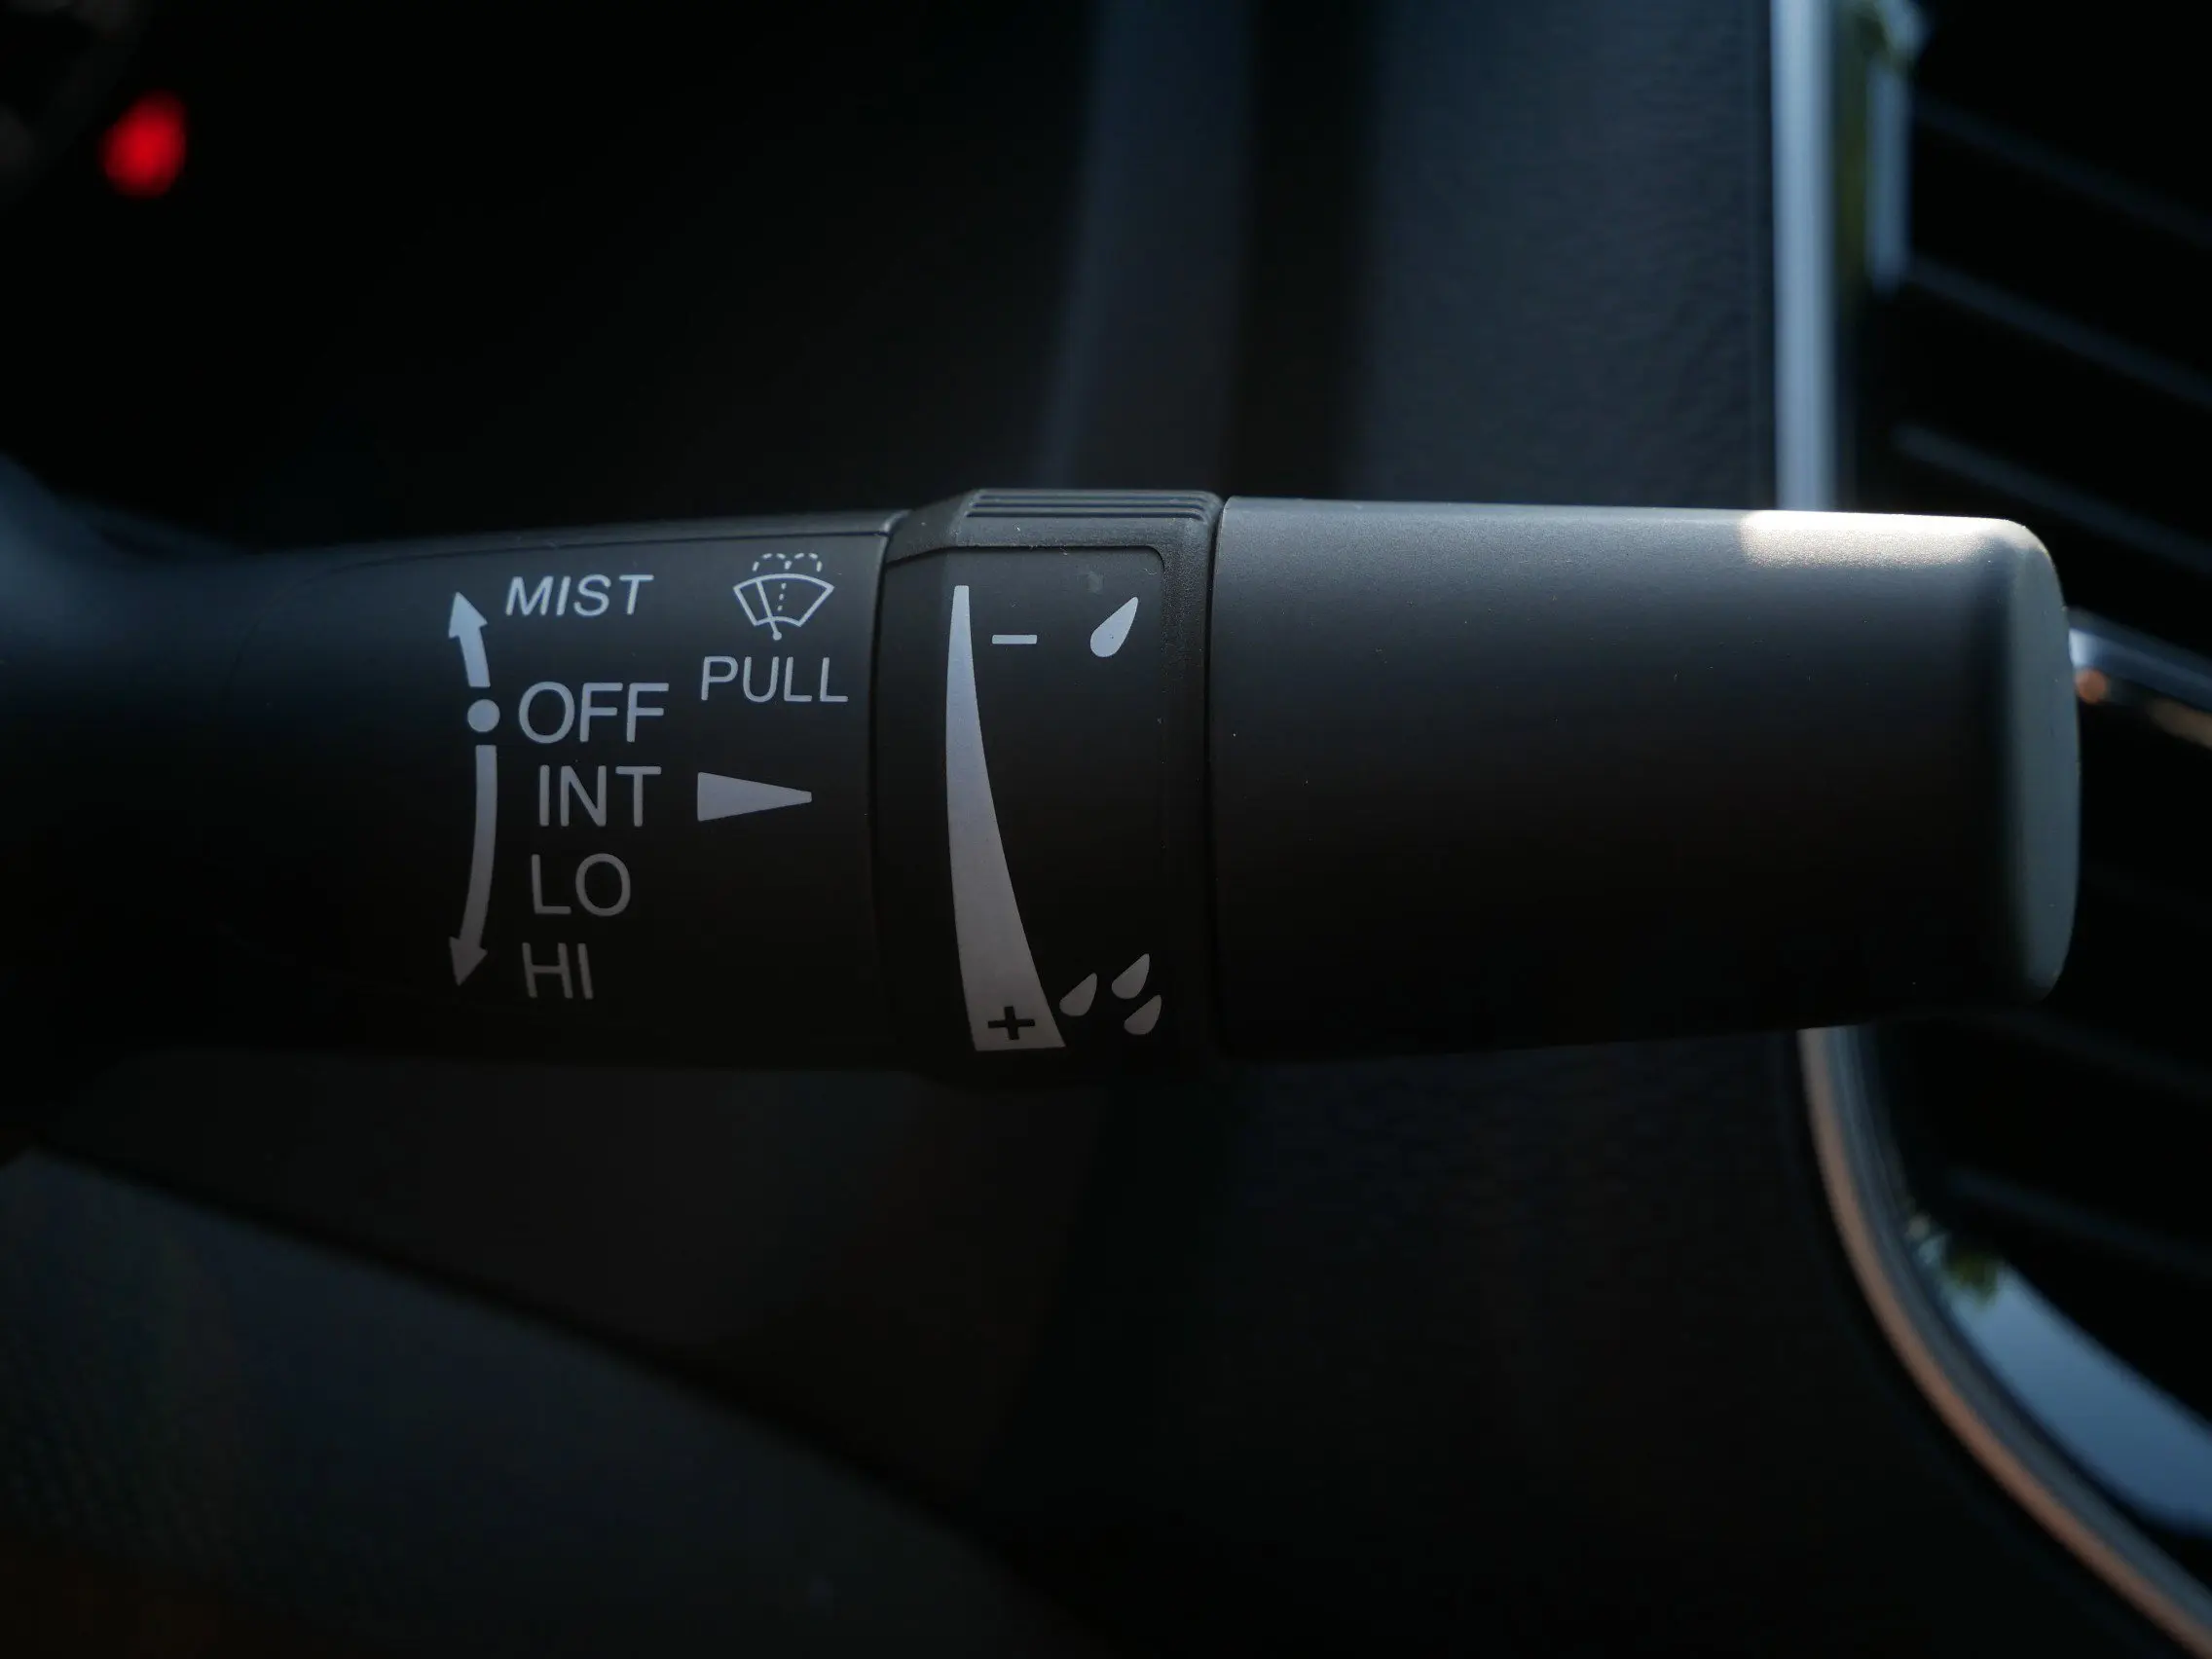 MIST
PULL
OFF
INT
LO
HI
−
+